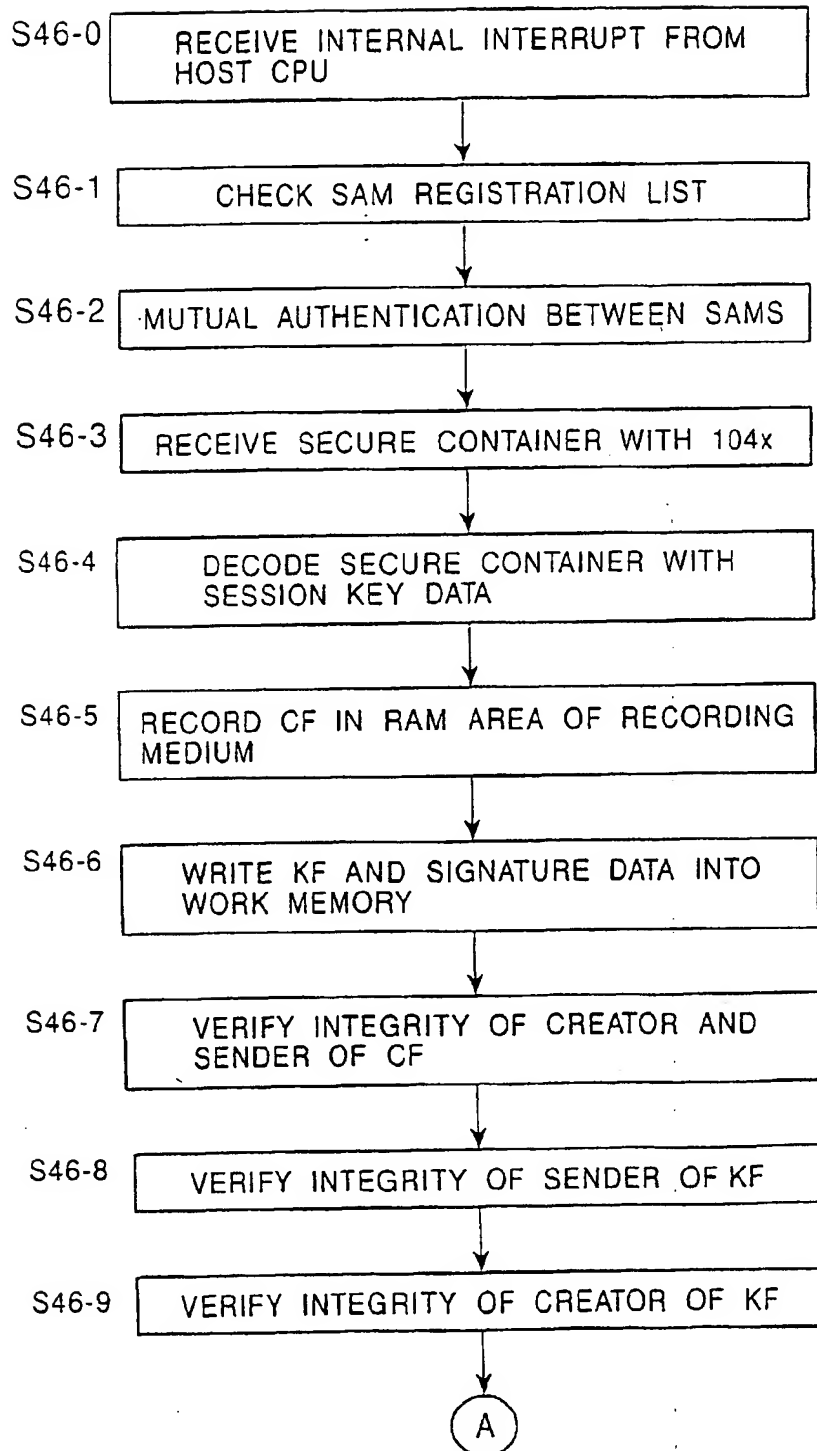 S46-0
RECEIVE INTERNAL INTERRUPT FROM
HOST CPU
S46-1
CHECK SAM REGISTRATION LIST
S46-2
MUTUAL AUTHENTICATION BETWEEN SAMS
S46-3
RECEIVE SECURE CONTAINER WITH 104x
S46-4
DECODE SECURE CONTAINER WITH
SESSION KEY DATA
S46-5
RECORD CF IN RAM AREA OF RECORDING
MEDIUM
S46-6
WRITE KF AND SIGNATURE DATA INTO
WORK MEMORY
S46-7
VERIFY INTEGRITY OF CREATOR AND
SENDER OF CF
S46-8
VERIFY INTEGRITY OF SENDER OF KF
S46-9
VERIFY INTEGRITY OF CREATOR OF KF
A